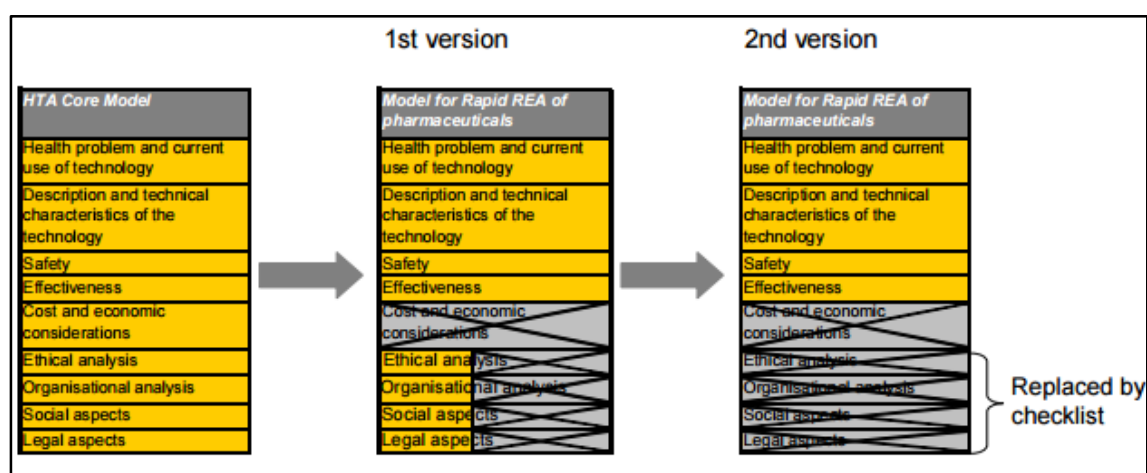 1st version
2nd version
HTA Core Model
Health problem and current
use of technology
Description and technical
characteristics of the
technology
Safety
Effectiveness
Cost and economic
considerations
Ethical analysis
Organisational analysis
Social aspects
Legal aspects
Model for Rapid REA of
pharmaceuticals
Health problem and current
use of technology
Description and technical
characteristics of the
technology
Safety
Effectiveness
Cost and economic
considerations
Ethical analysis
Organisational analysis
Social aspects
Legal aspects
Model for Rapid REA of
pharmaceuticals
Health problem and current
use of technology
Description and technical
characteristics of the
technology
Safety
Effectiveness
Cost and economic
considerations
Ethical analysis
Organisational analysis
Social aspects
Legal aspects
Replaced by
checklist